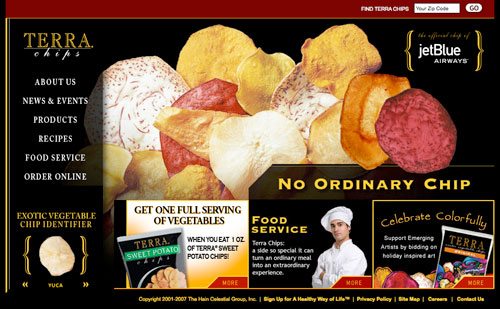 FIND TERRA CHIPS Your Zip Code GO
TERRA.
chips
the official chip of
jetBlue
AIRWAYS
ABOUT US
NEWS & EVENTS
PRODUCTS
RECIPES
FOOD SERVICE
ORDER ONLINE
NO ORDINARY CHIP
EXOTIC VEGETABLE
CHIP IDENTIFIER
YUCA
GET ONE FULL SERVING
OF VEGETABLES
WHEN YOU EAT 1 OZ.
OF TERRA® SWEET
POTATO CHIPS!
TERRA
SWEET POTATO
MORE
FOOD
SERVICE
Terra Chips:
a side so special it can
turn an ordinary meal
into an extraordinary
experience.
MORE
Celebrate Colorfully
Support Emerging
Artists by bidding on
holiday inspired art
TERRA
MORE
Copyright 2001-2007 The Hain Celestial Group, Inc. | Sign Up for A Healthy Way of Life™ | Privacy Policy | Site Map | Careers | Contact Us